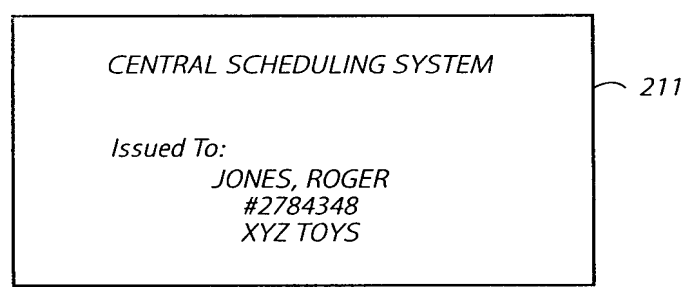 CENTRAL SCHEDULING SYSTEM
211
Issued To:
JONES, ROGER
#2784348
XYZ TOYS